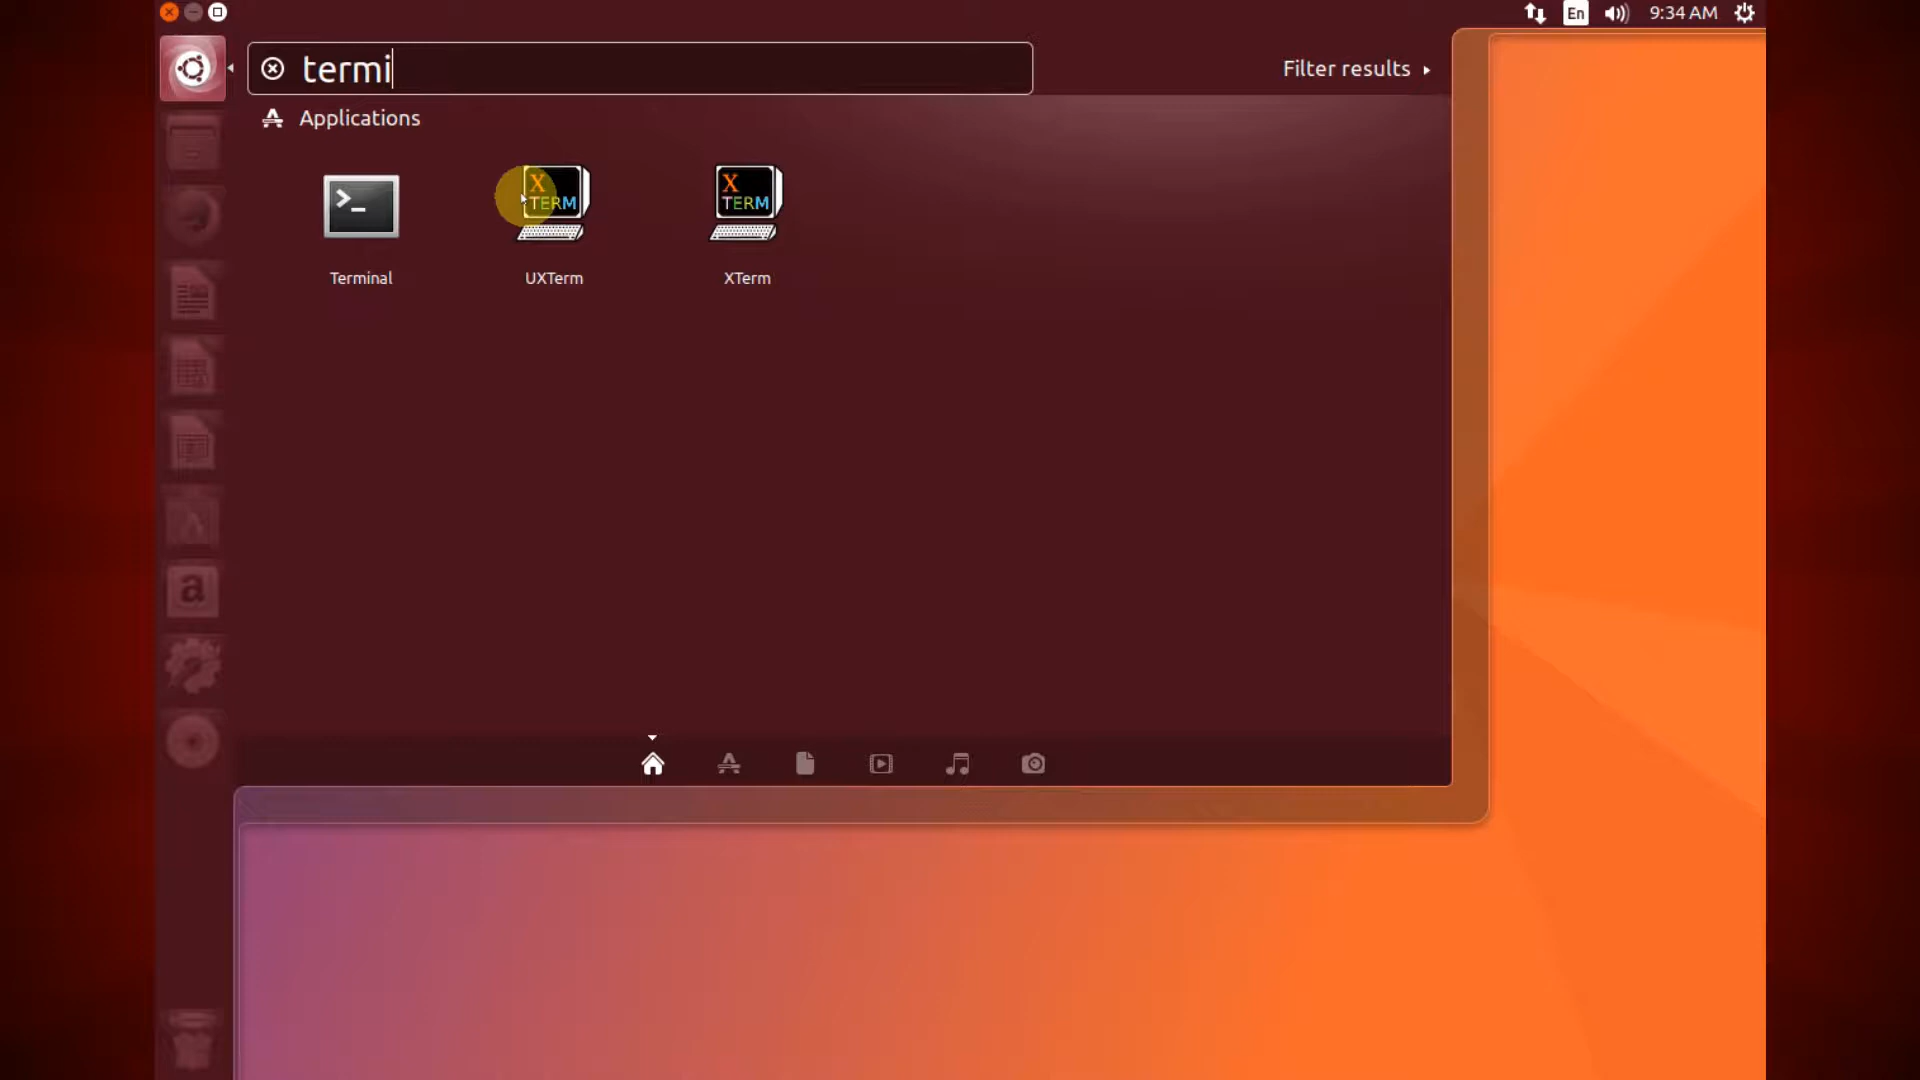 En
9:34 AM
termi
Filter results
Applications
X TERM
X TERM
Terminal
UXTerm
XTerm
a